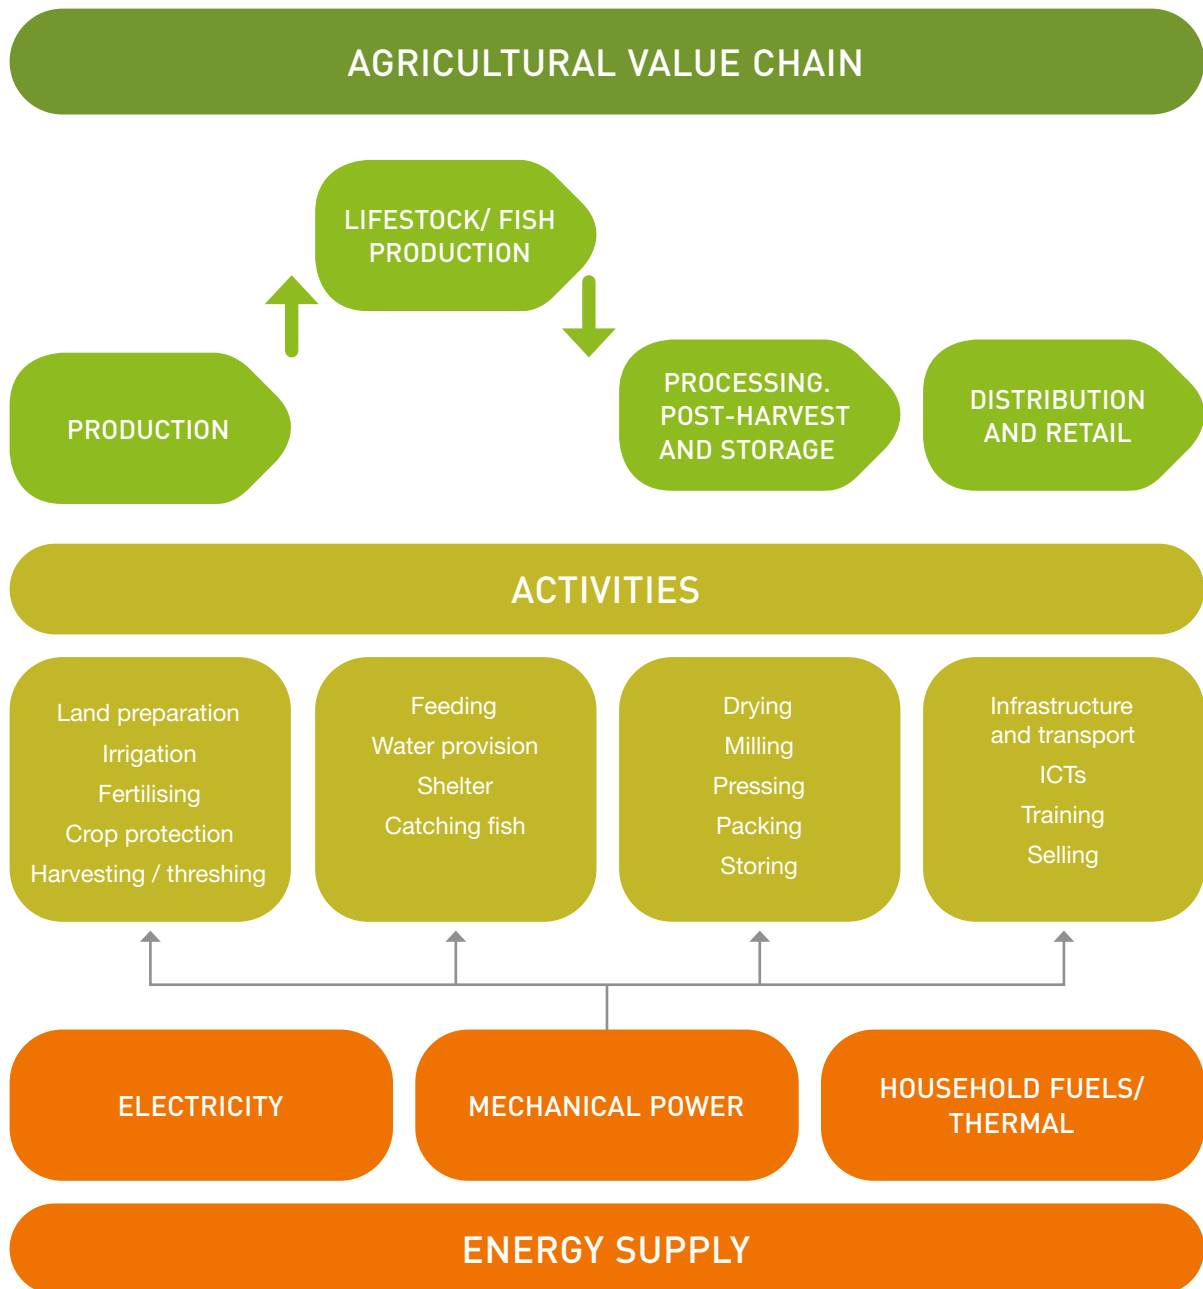 AGRICULTURAL VALUE CHAIN
LIFESTOCK/ FISH
PRODUCTION
PRODUCTION
PROCESSING.
POST-HARVEST
AND STORAGE
DISTRIBUTION
AND RETAIL
ACTIVITIES
Land preparation
Irrigation
Fertilising
Crop protection
Harvesting / threshing
Feeding
Water provision
Shelter
Catching fish
Drying
Milling
Pressing
Packing
Storing
Infrastructure
and transport
ICTs
Training
Selling
ELECTRICITY
MECHANICAL POWER
HOUSEHOLD FUELS/
THERMAL
ENERGY SUPPLY